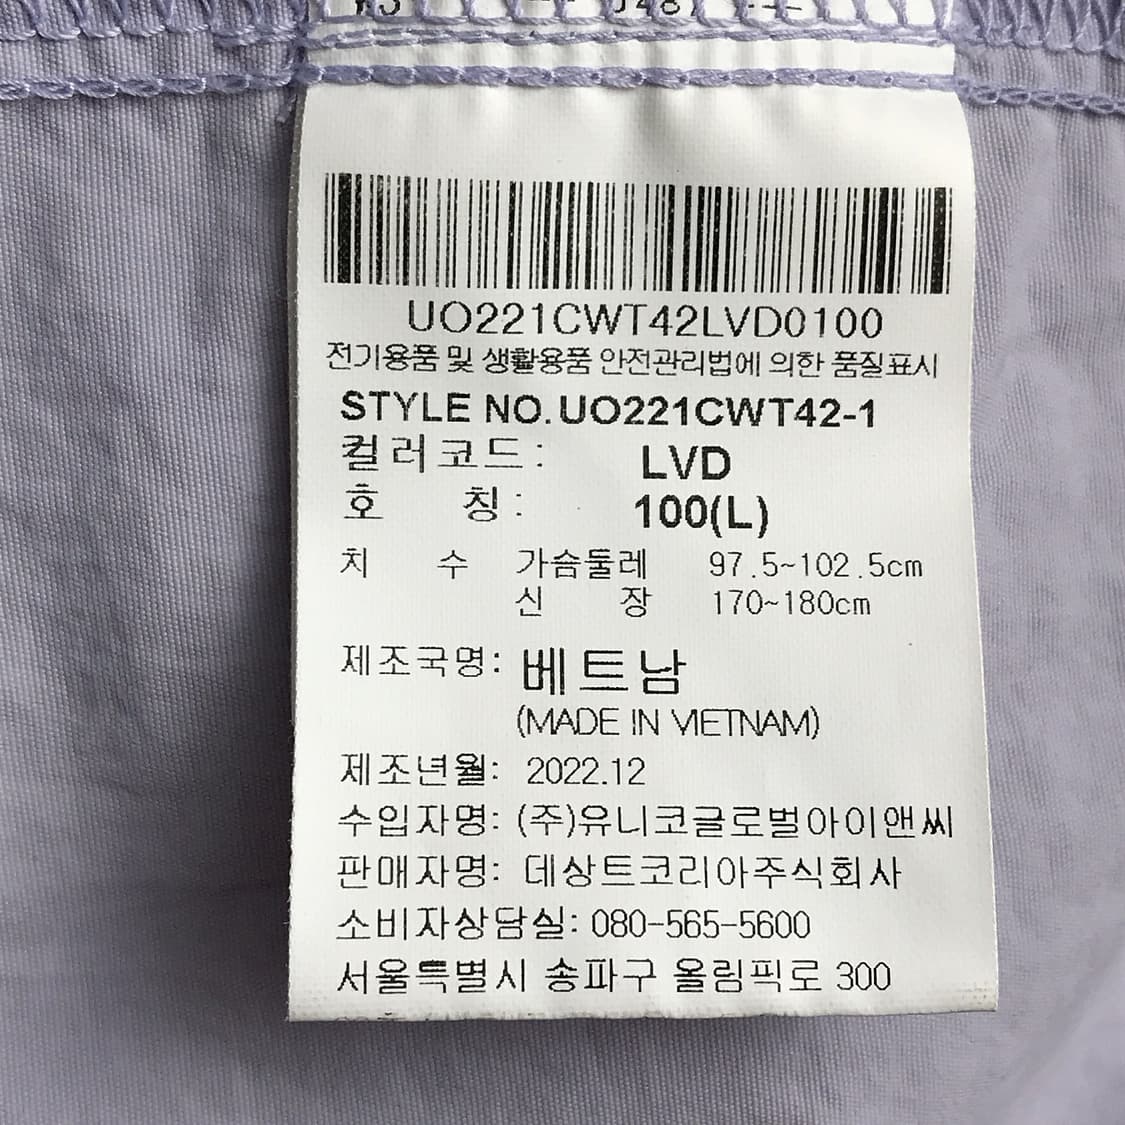 UO221CWT42LVD0100
전기용품 및 생활용품 안전관리법에 의한 품질표시
STYLE NO.UO221CWT42-1
컬러코드: LVD
호 칭: 100(L)
치 수 가슴둘레 97.5~102.5cm
신 장 170~180cm
제조국명: 베트남
(MADE IN VIETNAM)
제조년월: 2022.12
수입자명: (주)유니코글로벌아이앤씨
판매자명: 데상트코리아주식회사
소비자상담실: 080-565-5600
서울특별시 송파구 올림픽로 300